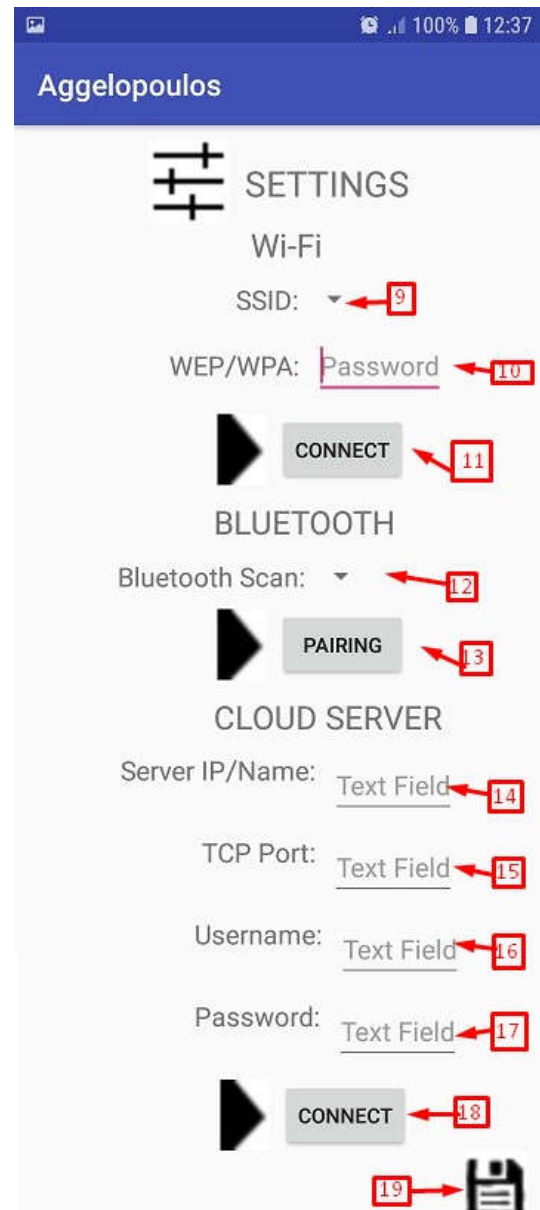 100% 12:37
Aggelopoulos
SETTINGS
Wi-Fi
SSID: 9
WEP/WPA: Password 10
CONNECT 11
BLUETOOTH
Bluetooth Scan: 12
PAIRING 13
CLOUD SERVER
Server IP/Name: Text Field 14
TCP Port: Text Field 15
Username: Text Field 16
Password: Text Field 17
CONNECT 18
19